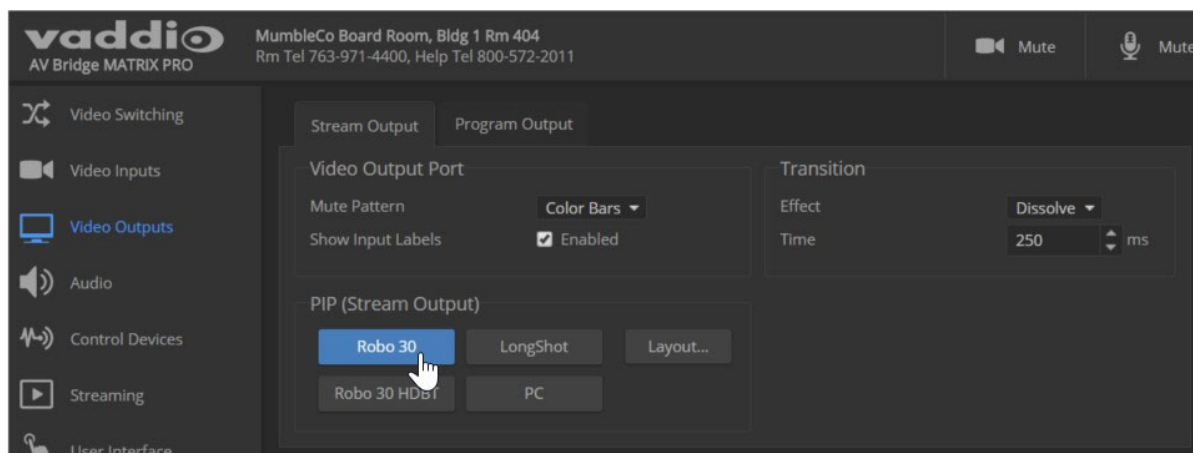 vaddio
AV Bridge MATRIX PRO
MumbleCo Board Room, Bldg 1 Rm 404
Rm Tel 763-971-4400, Help Tel 800-572-2011
Mute
Mute
Video Switching
Video Inputs
Video Outputs
Audio
Control Devices
Streaming
User Interface
Stream Output
Program Output
Video Output Port
Mute Pattern
Color Bars
Show Input Labels
Enabled
Transition
Effect
Dissolve
Time
250
ms
PIP (Stream Output)
Robo 30
LongShot
Layout...
Robo 30 HDBT
PC